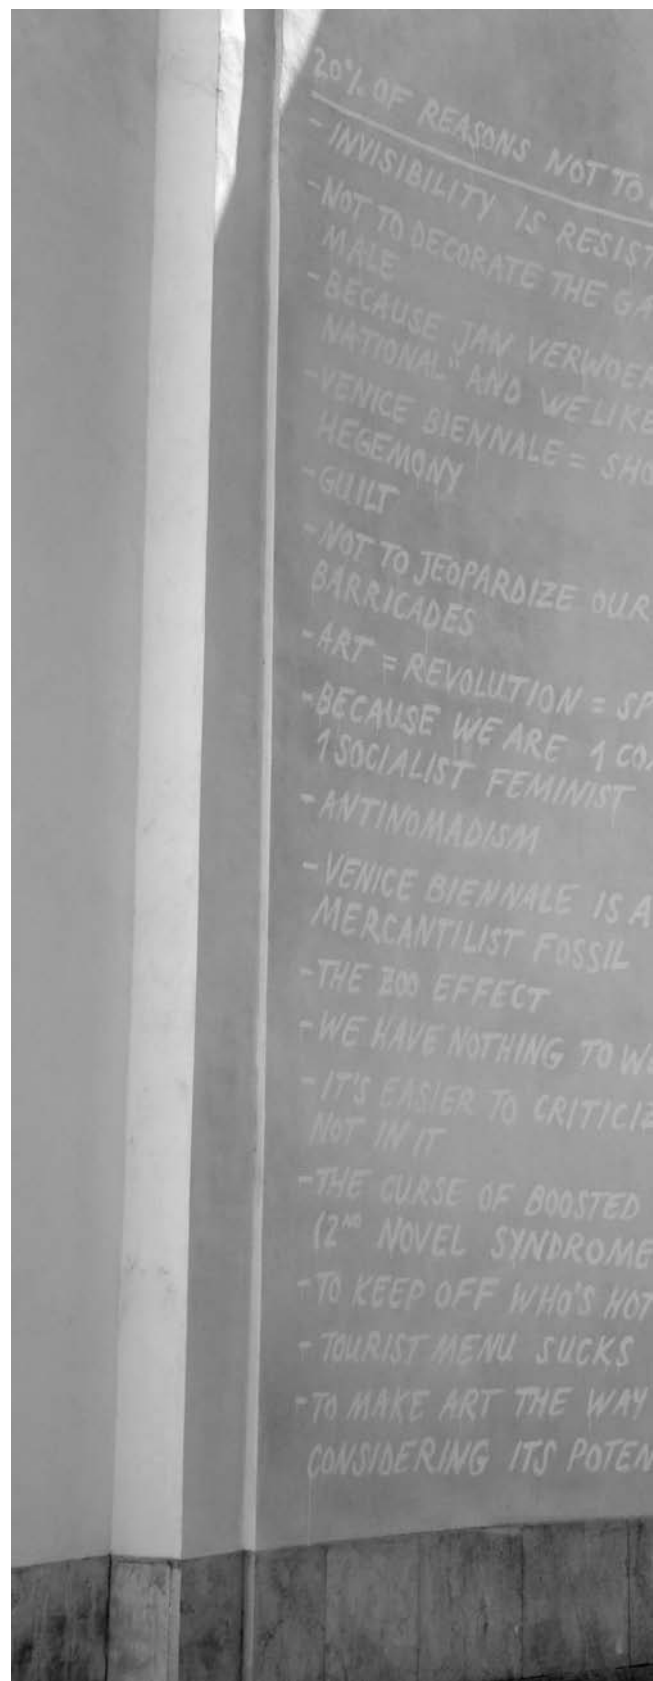 20% OF REASONS NOT TO
- INVISIBILITY IS RESIST
- NOT TO DECORATE THE GA
MALE
- BECAUSE JAN VERWOER
NATIONAL" AND WE LIKE
- VENICE BIENNALE = SHO
HEGEMONY
- GUILT
- NOT TO JEOPARDIZE OUR
BARRICADES
- ART = REVOLUTION = SP
- BECAUSE WE ARE 1 CO
1 SOCIALIST FEMINIST
- ANTINOMADISM
- VENICE BIENNALE IS A
MERCANTILIST FOSSIL
- THE ZOO EFFECT
- WE HAVE NOTHING TO W
- IT'S EASIER TO CRITICIZ
NOT IN IT
- THE CURSE OF BOOSTED
(2ND NOVEL SYNDROME
- TO KEEP OFF WHO'S HOT
- TOURIST MENU SUCKS
- TO MAKE ART THE WAY
CONSIDERING ITS POTEN